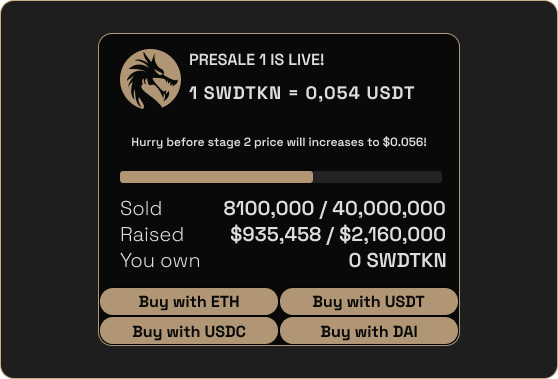 PRESALE 1 IS LIVE!
1 SWDTKN = 0,054 USDT
Hurry before stage 2 price will increases to $0.056!
Sold 8100,000 / 40,000,000
Raised $935,458 / $2,160,000
You own 0 SWDTKN
Buy with ETH Buy with USDT
Buy with USDC Buy with DAI